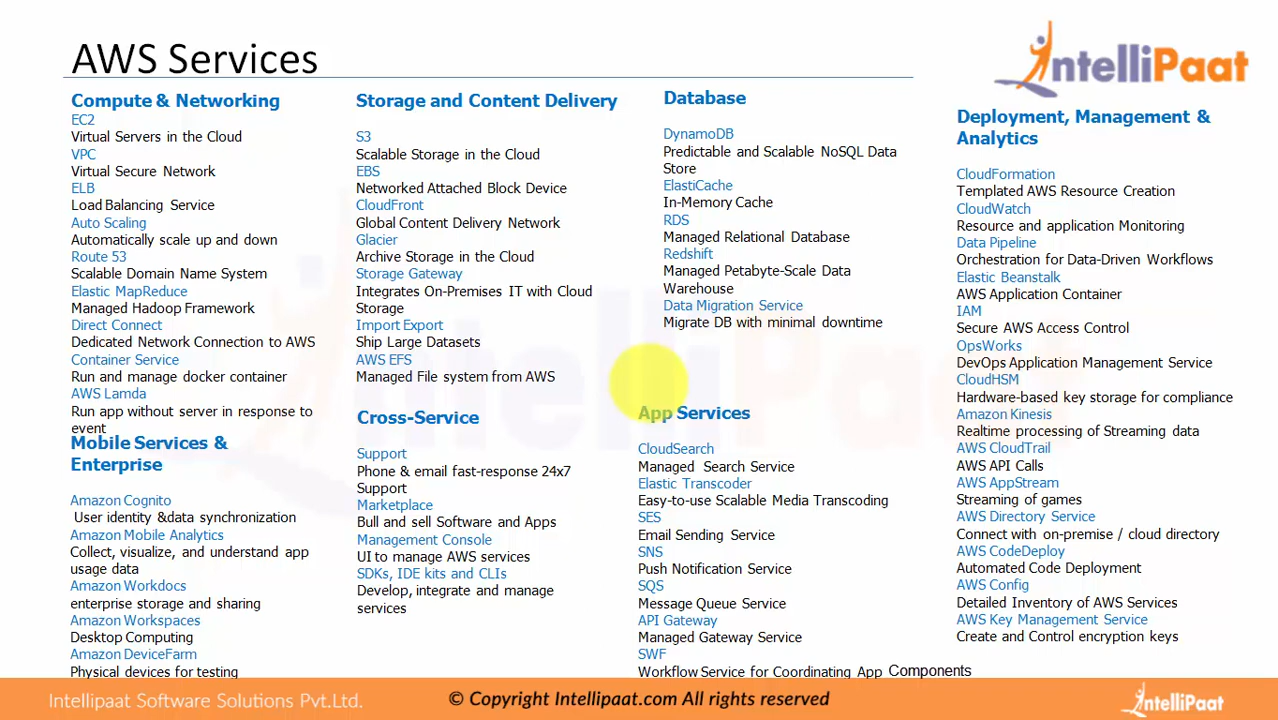 AWS Services
IntelliPaat
Compute & Networking
EC2
Virtual Servers in the Cloud
VPC
Virtual Secure Network
ELB
Load Balancing Service
Auto Scaling
Automatically scale up and down
Route 53
Scalable Domain Name System
Elastic MapReduce
Managed Hadoop Framework
Direct Connect
Dedicated Network Connection to AWS
Container Service
Run and manage docker container
AWS Lamda
Run app without server in response to
event
Mobile Services &
Enterprise
Amazon Cognito
User identity &data synchronization
Amazon Mobile Analytics
Collect, visualize, and understand app
usage data
Amazon Workdocs
enterprise storage and sharing
Amazon Workspaces
Desktop Computing
Amazon DeviceFarm
Physical devices for testing
Storage and Content Delivery
S3
Scalable Storage in the Cloud
EBS
Networked Attached Block Device
CloudFront
Global Content Delivery Network
Glacier
Archive Storage in the Cloud
Storage Gateway
Integrates On-Premises IT with Cloud
Storage
Import Export
Ship Large Datasets
AWS EFS
Managed File system from AWS
Cross-Service
Support
Phone & email fast-response 24x7
Support
Marketplace
Bull and sell Software and Apps
Management Console
UI to manage AWS services
SDKs, IDE kits and CLIs
Develop, integrate and manage
services
Database
DynamoDB
Predictable and Scalable NoSQL Data
Store
ElastiCache
In-Memory Cache
RDS
Managed Relational Database
Redshift
Managed Petabyte-Scale Data
Warehouse
Data Migration Service
Migrate DB with minimal downtime
App Services
CloudSearch
Managed Search Service
Elastic Transcoder
Easy-to-use Scalable Media Transcoding
SES
Email Sending Service
SNS
Push Notification Service
SQS
Message Queue Service
API Gateway
Managed Gateway Service
SWF
Workflow Service for Coordinating App Components
Deployment, Management &
Analytics
CloudFormation
Templated AWS Resource Creation
CloudWatch
Resource and application Monitoring
Data Pipeline
Orchestration for Data-Driven Workflows
Elastic Beanstalk
AWS Application Container
IAM
Secure AWS Access Control
OpsWorks
DevOps Application Management Service
CloudHSM
Hardware-based key storage for compliance
Amazon Kinesis
Realtime processing of Streaming data
AWS CloudTrail
AWS API Calls
AWS AppStream
Streaming of games
AWS Directory Service
Connect with on-premise / cloud directory
AWS CodeDeploy
Automated Code Deployment
AWS Config
Detailed Inventory of AWS Services
AWS Key Management Service
Create and Control encryption keys
IntelliPaat
Intellipaat Software Solutions Pvt.Ltd.
© Copyright Intellipaat.com All rights reserved
IntelliPaat